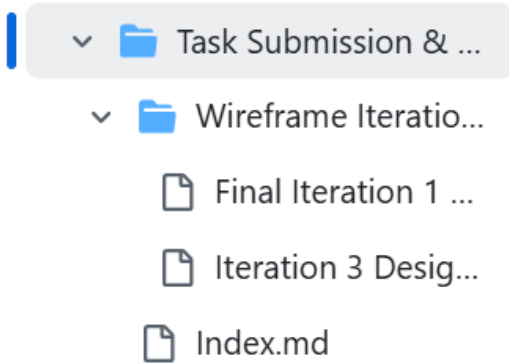 Task Submission & ...
Wireframe Iteratio...
Final Iteration 1 ...
Iteration 3 Desig...
Index.md